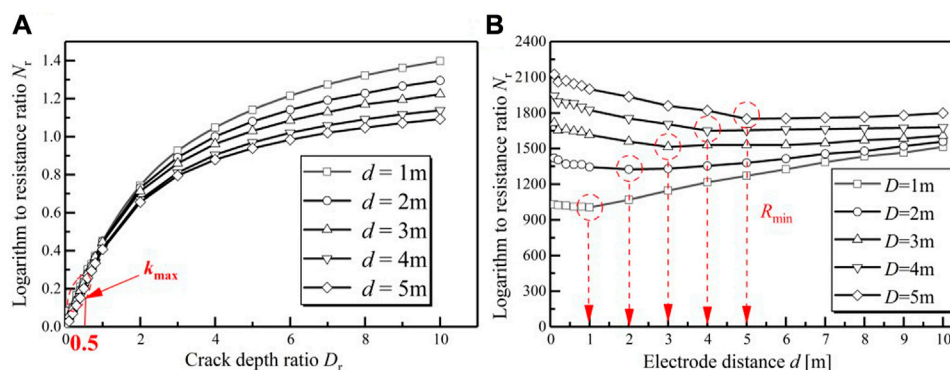 A
Logarithm to resistance ratio Nr
1.4
1.2
1.0
0.8
0.6
0.4
0.2
0.0
0
2
4
6
8
10
0.5
kmax
d = 1m
d = 2m
d = 3m
d = 4m
d = 5m
Crack depth ratio Dr
B
Logarithm to resistance ratio Nr
2400
2100
1800
1500
1200
900
600
300
0
0
1
2
3
4
5
6
7
8
9
10
Rmin
D=1m
D=2m
D=3m
D=4m
D=5m
Electrode distance d [m]